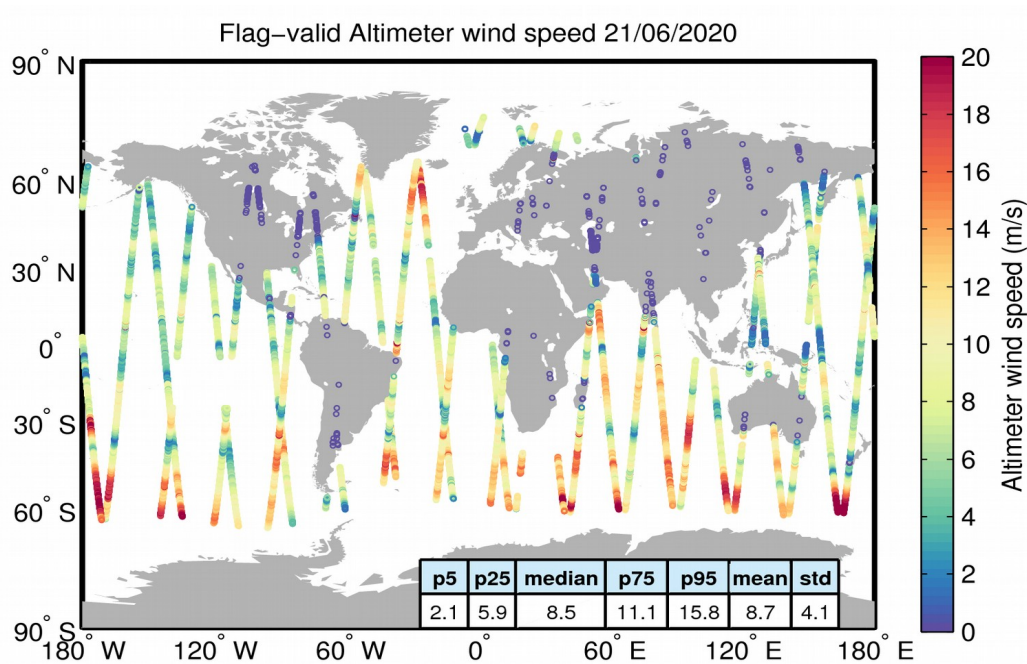 Flag-valid Altimeter wind speed 21/06/2020
90° N
60° N
30° N
0°
30° S
60° S
90° S
180° W
120° W
60° W
0°
60° E
120° E
180° E
p5 p25 median p75 p95 mean std
2.1 5.9 8.5 11.1 15.8 8.7 4.1
20
18
16
14
12
10
8
6
4
2
0
Altimeter wind speed (m/s)